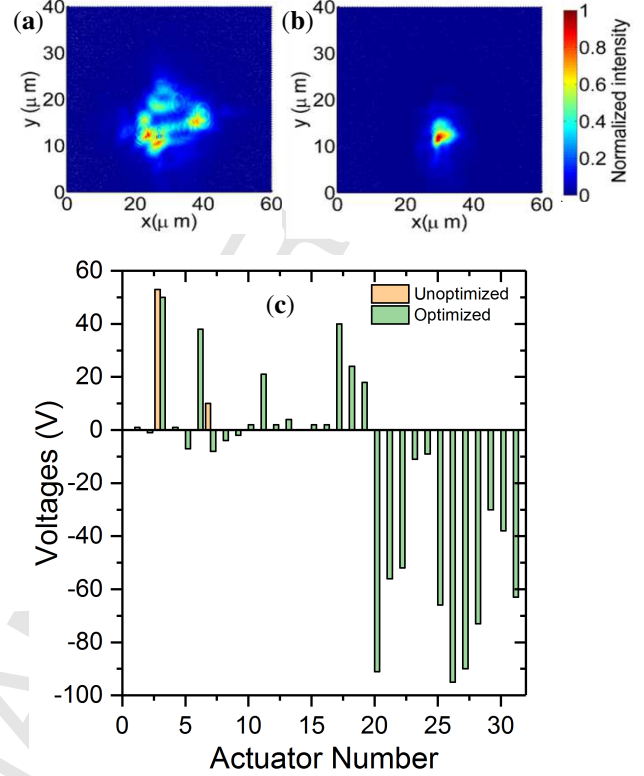 (a)
40
30
20
10
0
y (μ m)
0 20 40 60
x(μ m)
(b)
40
30
20
10
0
y (μ m)
0 20 40 60
x(μ m)
1
0.8
0.6
0.4
0.2
0
Normalized intensity
(c)
Unoptimized
Optimized
60
40
20
0
-20
-40
-60
-80
-100
Voltages (V)
0 5 10 15 20 25 30
Actuator Number